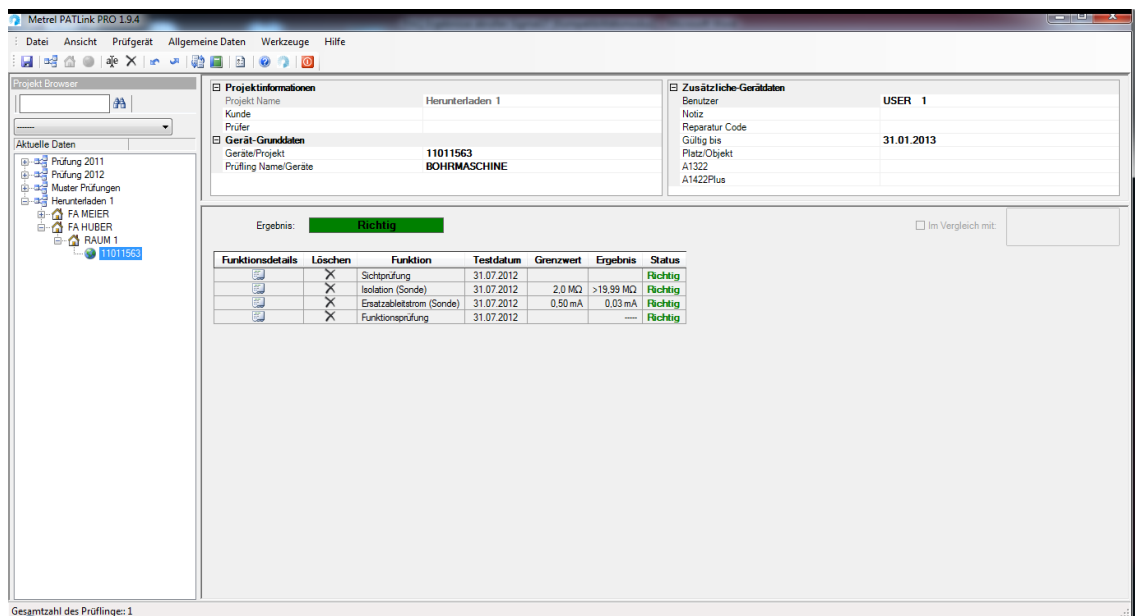 Metrel PATLink PRO 1.9.4
Datei Ansicht Prüfgerät Allgemeine Daten Werkzeuge Hilfe
Projekt Browser
-------
Aktuelle Daten
Prüfung 2011
Prüfung 2012
Muster Prüfungen
Herunterladen 1
FA MEIER
FA HUBER
RAUM 1
11011563
Projektinformationen
Projekt Name Herunterladen 1
Kunde
Prüfer
Gerät-Grunddaten
Geräte/Projekt 11011563
Prüfling Name/Geräte BOHRMASCHINE
Zusätzliche-Gerätdaten
Benutzer USER 1
Notiz
Reparatur Code
Gültig bis 31.01.2013
Platz/Objekt
A1322
A1422Plus
Ergebnis: Richtig
Im Vergleich mit:
Funktionsdetails Löschen Funktion Testdatum Grenzwert Ergebnis Status
Sichtprüfung 31.07.2012 Richtig
Isolation (Sonde) 31.07.2012 2,0 MΩ >19,99 MΩ Richtig
Ersatzableitstrom (Sonde) 31.07.2012 0,50 mA 0,03 mA Richtig
Funktionsprüfung 31.07.2012 ---- Richtig
Gesamtzahl des Prüflinge:: 1